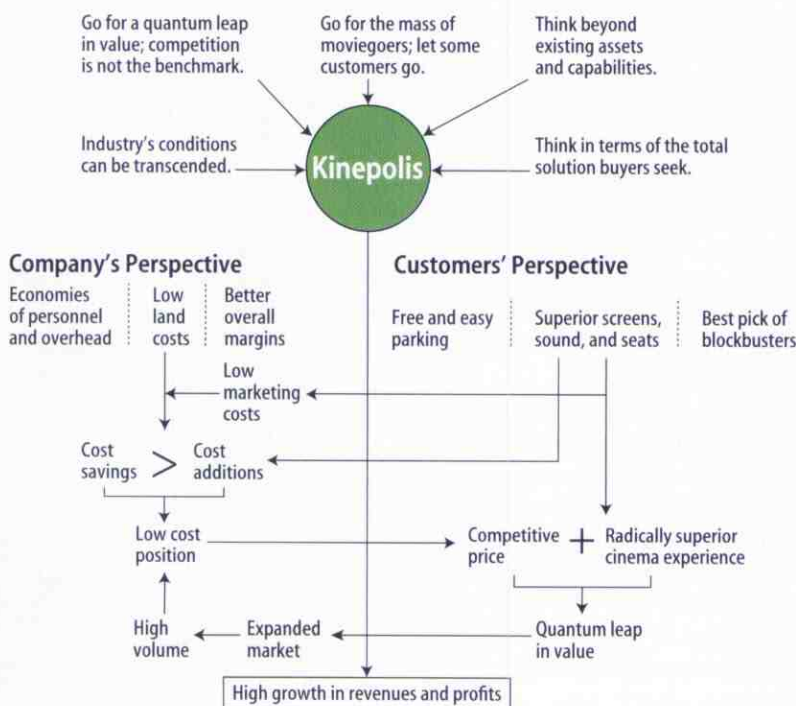 Go for a quantum leap
in value; competition
is not the benchmark.
Go for the mass of
moviegoers; let some
customers go.
Think beyond
existing assets
and capabilities.
Industry's conditions
can be transcended.
Kinepolis
Think in terms of the total
solution buyers seek.
Company's Perspective
Economies
of personnel
and overhead
Low
land
costs
Better
overall
margins
Customers' Perspective
Free and easy
parking
Superior screens,
sound, and seats
Best pick of
blockbusters
Low
marketing
costs
Cost
savings
>
Cost
additions
Low cost
position
Competitive
price
+
Radically superior
cinema experience
High
volume
Expanded
market
Quantum leap
in value
High growth in revenues and profits